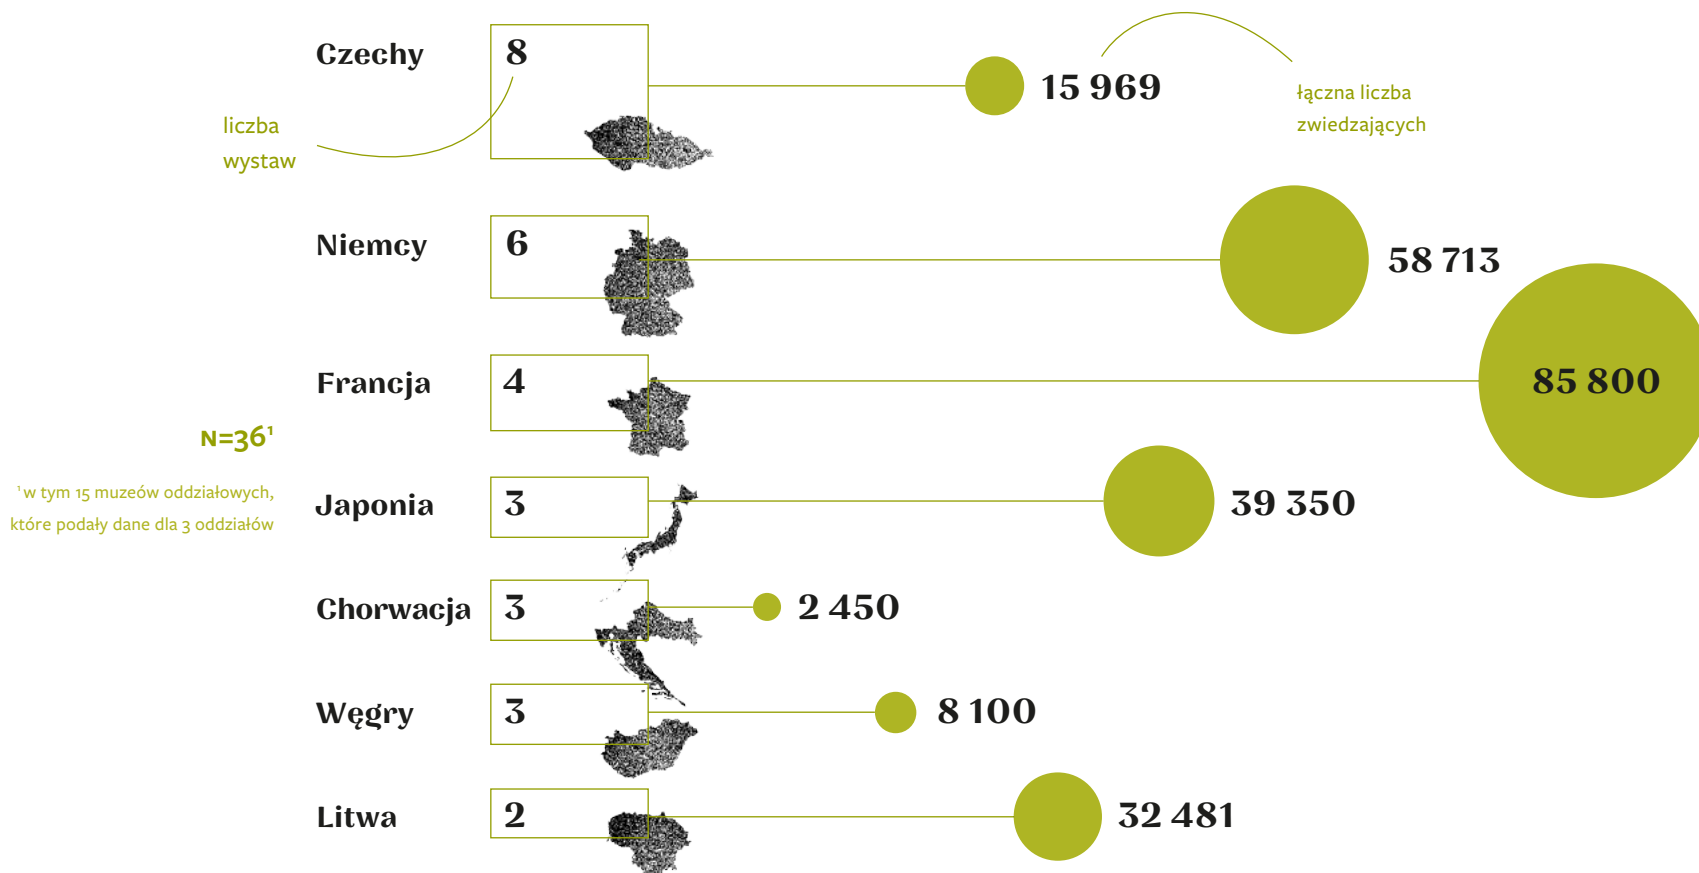 Czechy
8
15 969
łączna liczba
zwiedzających
liczba
wystaw
Niemcy
6
58 713
Francja
4
85 800
N=36¹
¹ w tym 15 muzeów oddziałowych,
które podały dane dla 3 oddziałów
Japonia
3
39 350
Chorwacja
3
2 450
Węgry
3
8 100
Litwa
2
32 481